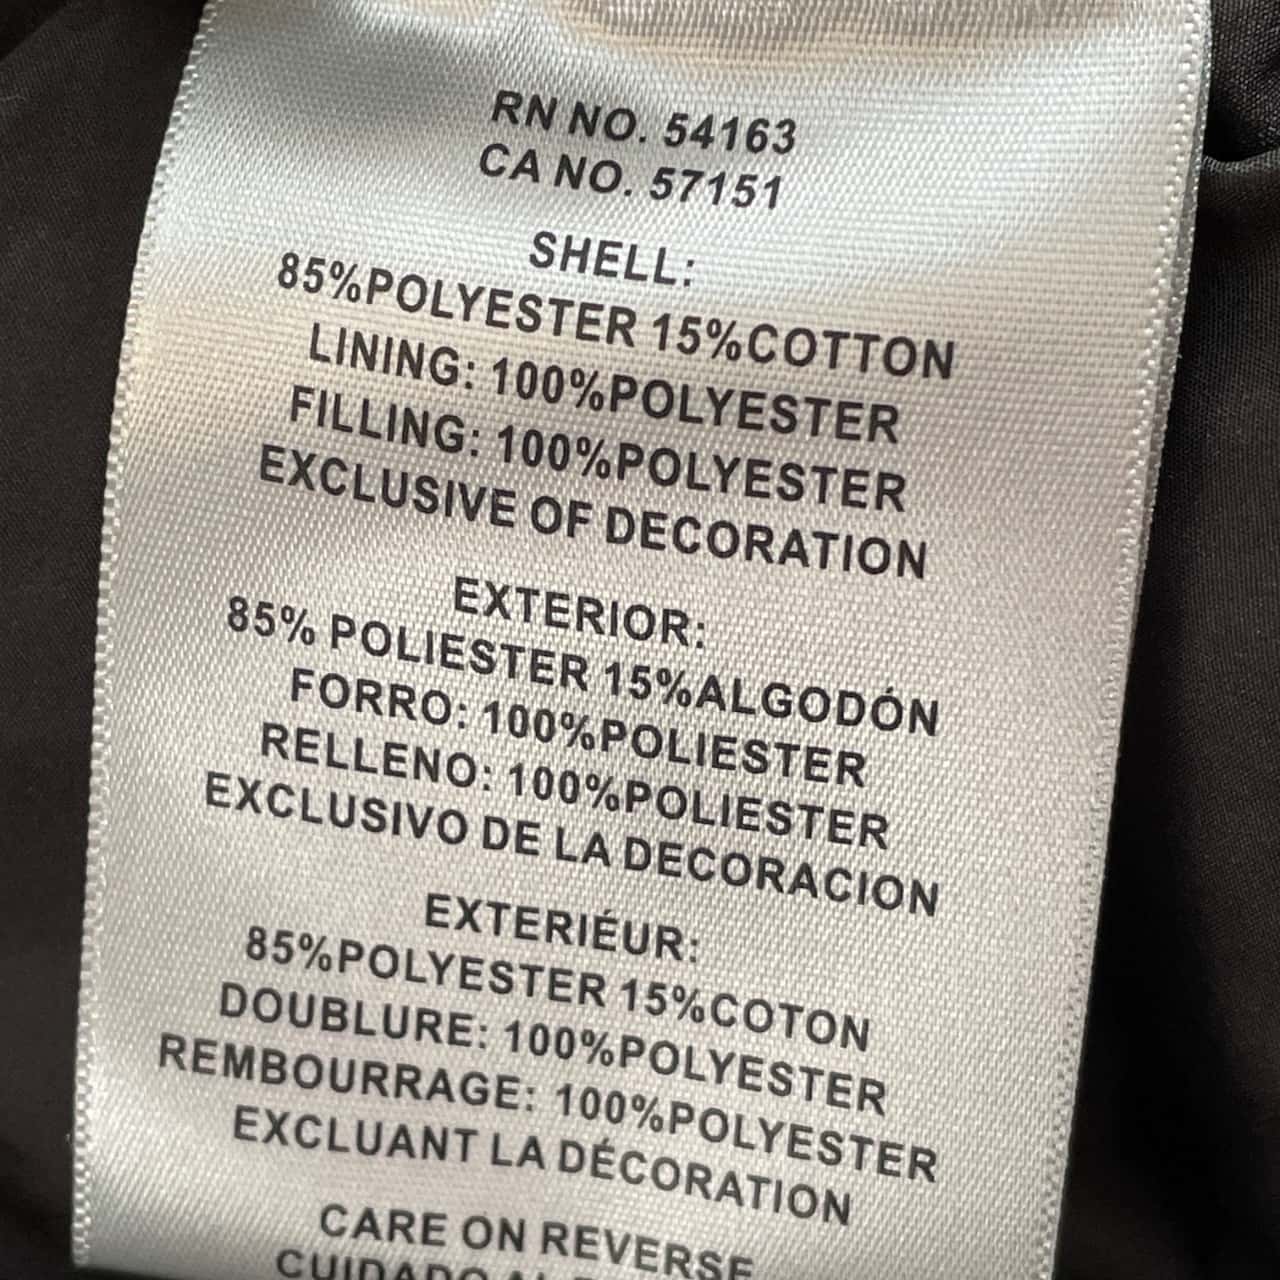 RN NO. 54163
CA NO. 57151
SHELL:
85%POLYESTER 15%COTTON
LINING: 100%POLYESTER
FILLING: 100%POLYESTER
EXCLUSIVE OF DECORATION
EXTERIOR:
85% POLIESTER 15%ALGODÓN
FORRO: 100%POLIESTER
RELLENO: 100%POLIESTER
EXCLUSIVO DE LA DECORACION
EXTERIÉUR:
85%POLYESTER 15%COTON
DOUBLURE: 100%POLYESTER
REMBOURRAGE: 100%POLYESTER
EXCLUANT LA DÉCORATION
CARE ON REVERSE
CUIDADO